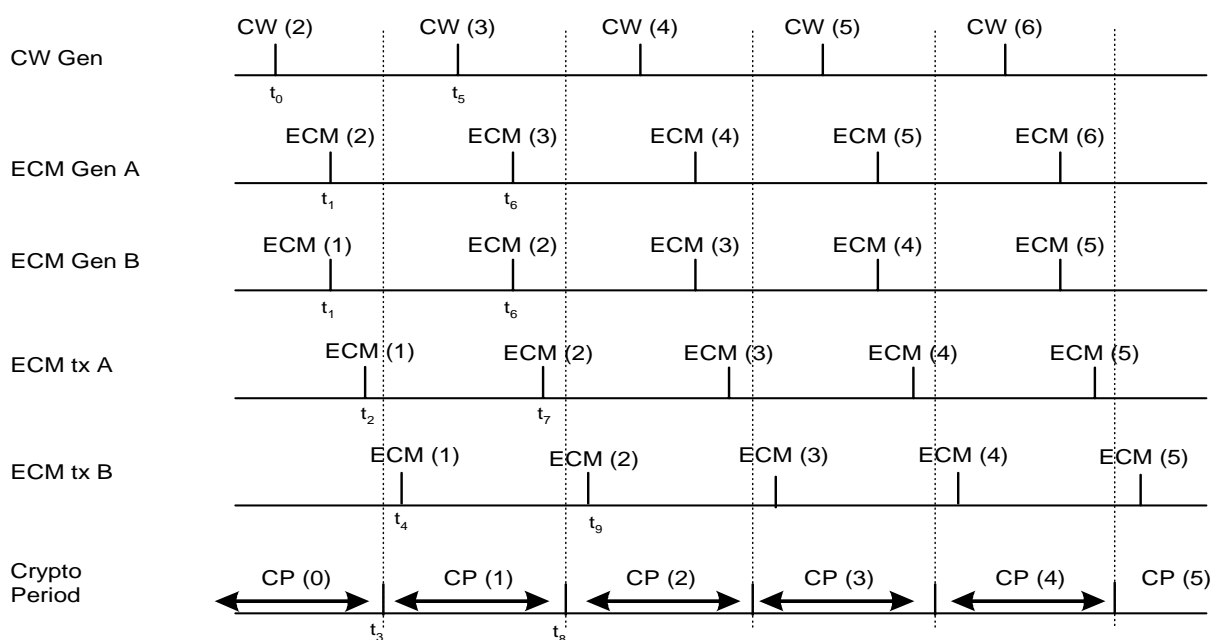 CW (2) CW (3) CW (4) CW (5) CW (6)
CW Gen
t0 t5
ECM (2) ECM (3) ECM (4) ECM (5) ECM (6)
ECM Gen A
t1 t6
ECM (1) ECM (2) ECM (3) ECM (4) ECM (5)
ECM Gen B
t1 t6
ECM (1) ECM (2) ECM (3) ECM (4) ECM (5)
ECM tx A
t2 t7
ECM (1) ECM (2) ECM (3) ECM (4) ECM (5)
ECM tx B
t4 t9
Crypto
Period
CP (0) CP (1) CP (2) CP (3) CP (4) CP (5)
t3 t8